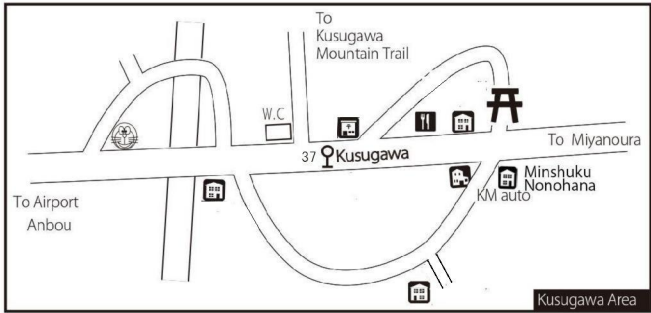 To
Kusugawa
Mountain Trail
W.C
37 Kusugawa
To Miyanoura
To Airport
Anbou
KM auto
Minshuku
Nonohana
Kusugawa Area